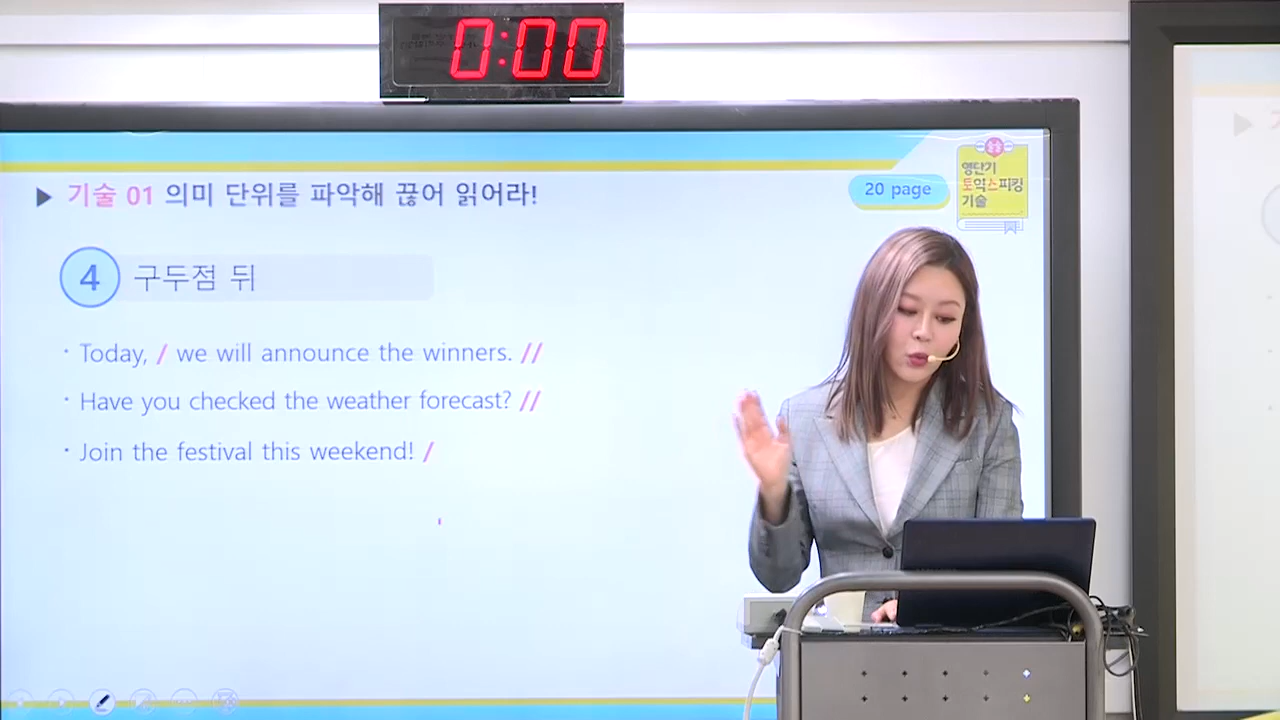 0:00
▶ 기술 01 의미 단위를 파악해 끊어 읽어라!
20 page
영단기
토익스피킹
기술
4 구두점 뒤
· Today, / we will announce the winners. //
· Have you checked the weather forecast? //
· Join the festival this weekend! /